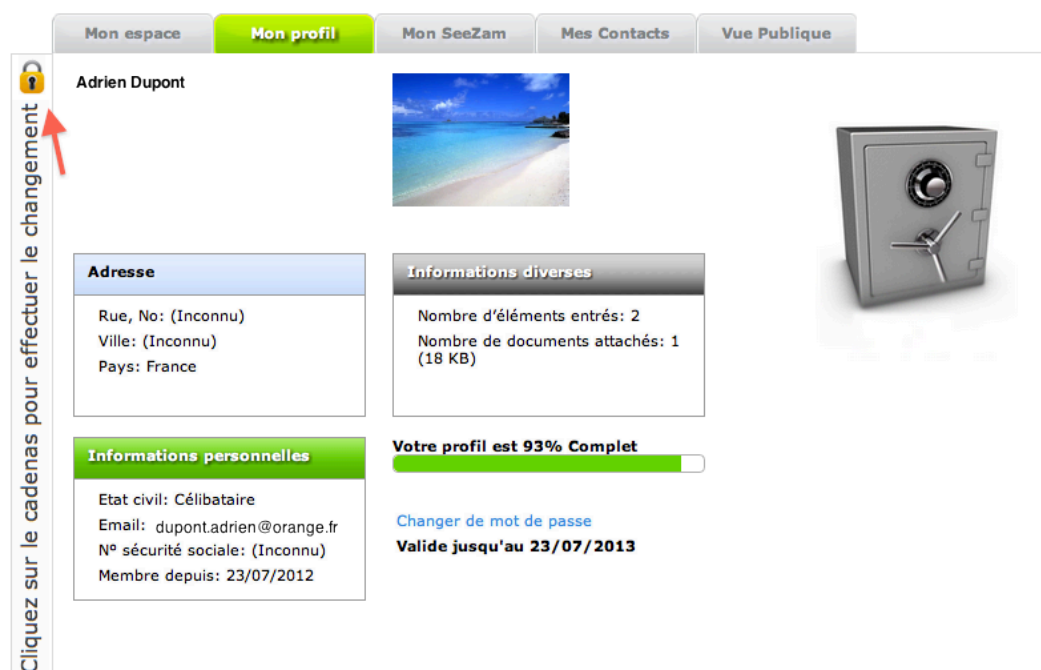 Mon espace
Mon profil
Mon SeeZam
Mes Contacts
Vue Publique
Cliquez sur le cadenas pour effectuer le changement
Adrien Dupont
Adresse
Rue, No: (Inconnu)
Ville: (Inconnu)
Pays: France
Informations diverses
Nombre d'éléments entrés: 2
Nombre de documents attachés: 1
(18 KB)
Informations personnelles
Etat civil: Célibataire
Email: dupont.adrien@orange.fr
Nº sécurité sociale: (Inconnu)
Membre depuis: 23/07/2012
Votre profil est 93% Complet
Changer de mot de passe
Valide jusqu'au 23/07/2013